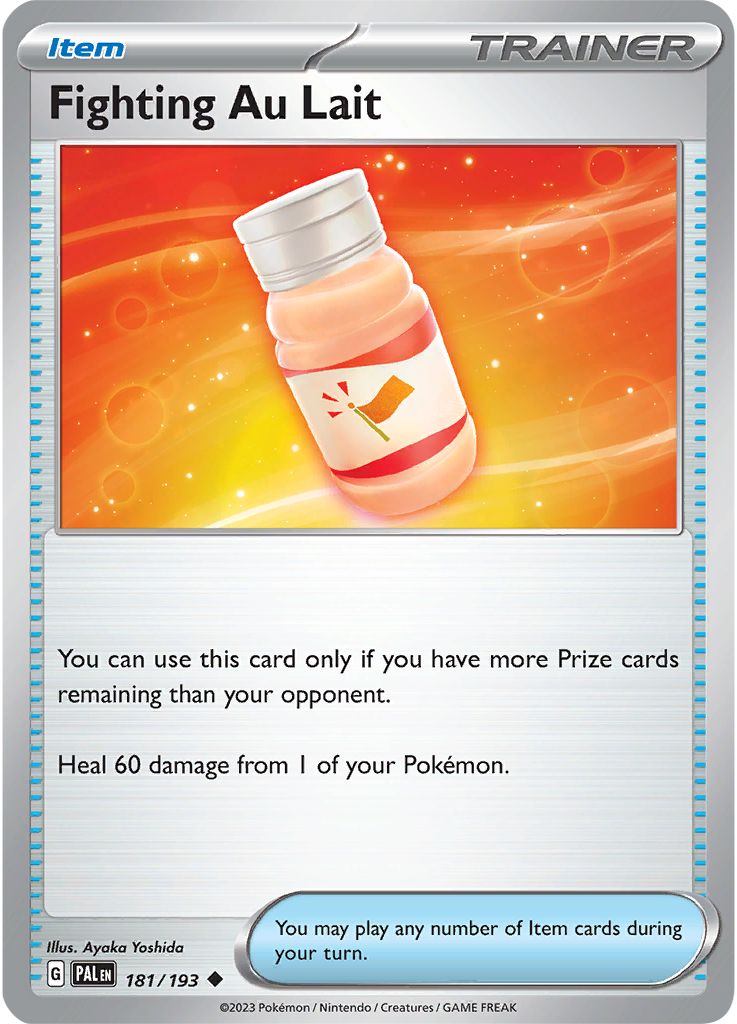 Item
TRAINER
Fighting Au Lait
You can use this card only if you have more Prize cards
remaining than your opponent.
Heal 60 damage from 1 of your Pokémon.
You may play any number of Item cards during
your turn.
Illus. Ayaka Yoshida
G PAL EN 181/193
©2023 Pokémon / Nintendo / Creatures / GAME FREAK